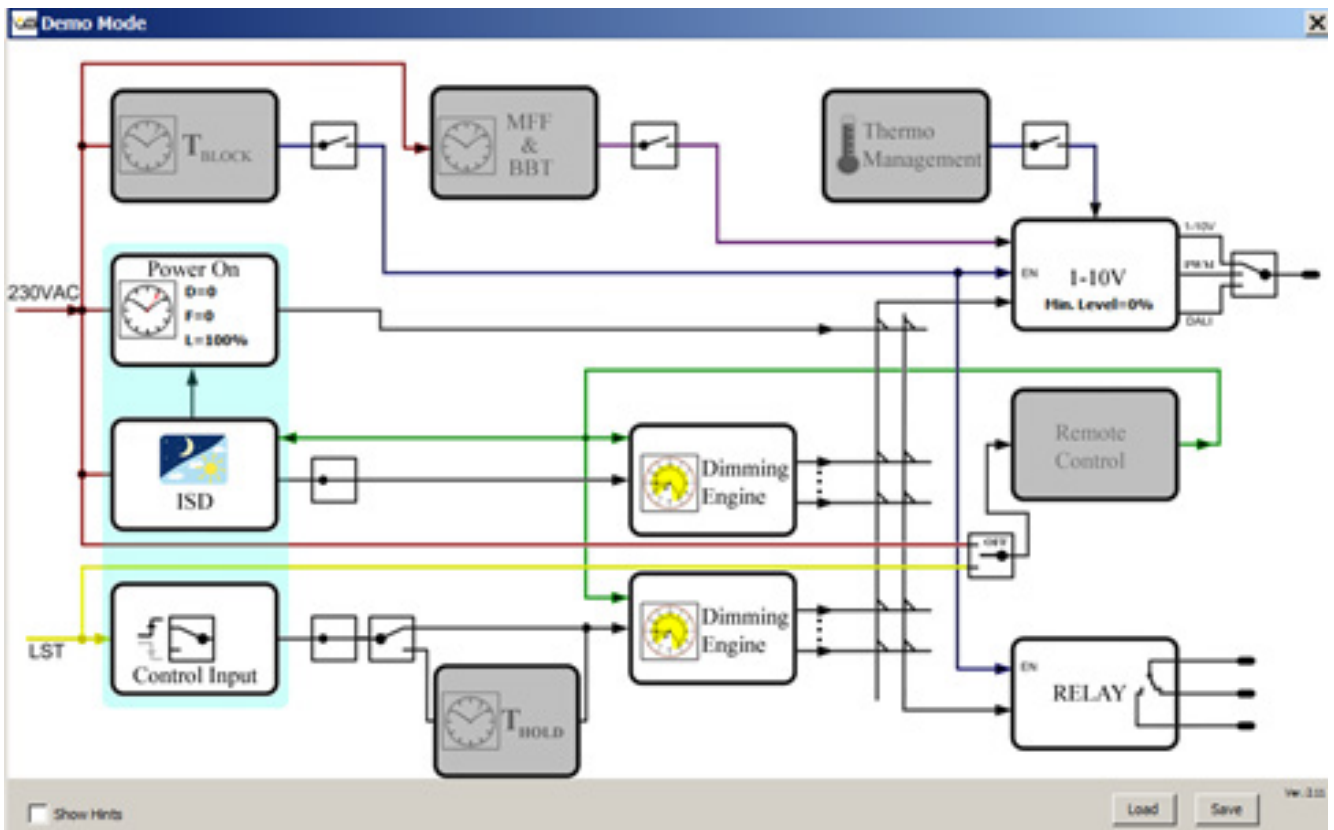 Demo Mode
T BLOCK
MFF
&
BBT
Thermo
Management
230VAC
Power On
D=0
F=0
L=100%
1-10V
EN
1-10V
PWM
Min. Level=0%
DALI
ISD
Dimming
Engine
Remote
Control
OFF
LST
Control Input
Dimming
Engine
T HOLD
EN
RELAY
Show Hints
Load
Save